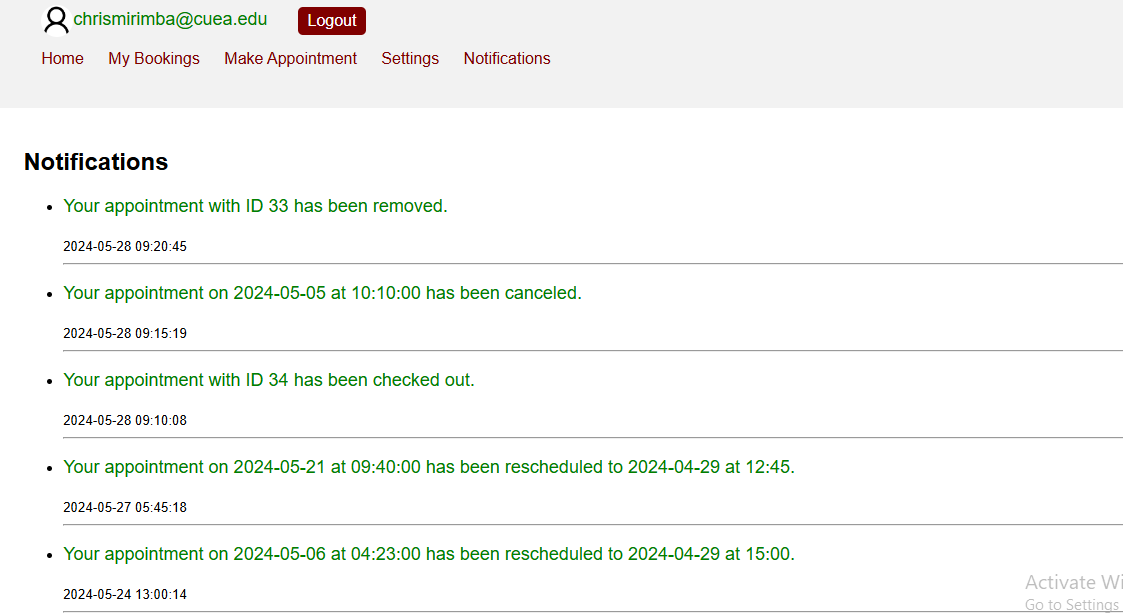 chrismirimba@cuea.edu Logout
Home My Bookings Make Appointment Settings Notifications
Notifications
Your appointment with ID 33 has been removed.
2024-05-28 09:20:45
Your appointment on 2024-05-05 at 10:10:00 has been canceled.
2024-05-28 09:15:19
Your appointment with ID 34 has been checked out.
2024-05-28 09:10:08
Your appointment on 2024-05-21 at 09:40:00 has been rescheduled to 2024-04-29 at 12:45.
2024-05-27 05:45:18
Your appointment on 2024-05-06 at 04:23:00 has been rescheduled to 2024-04-29 at 15:00.
2024-05-24 13:00:14
Activate Wi
Go to Settings